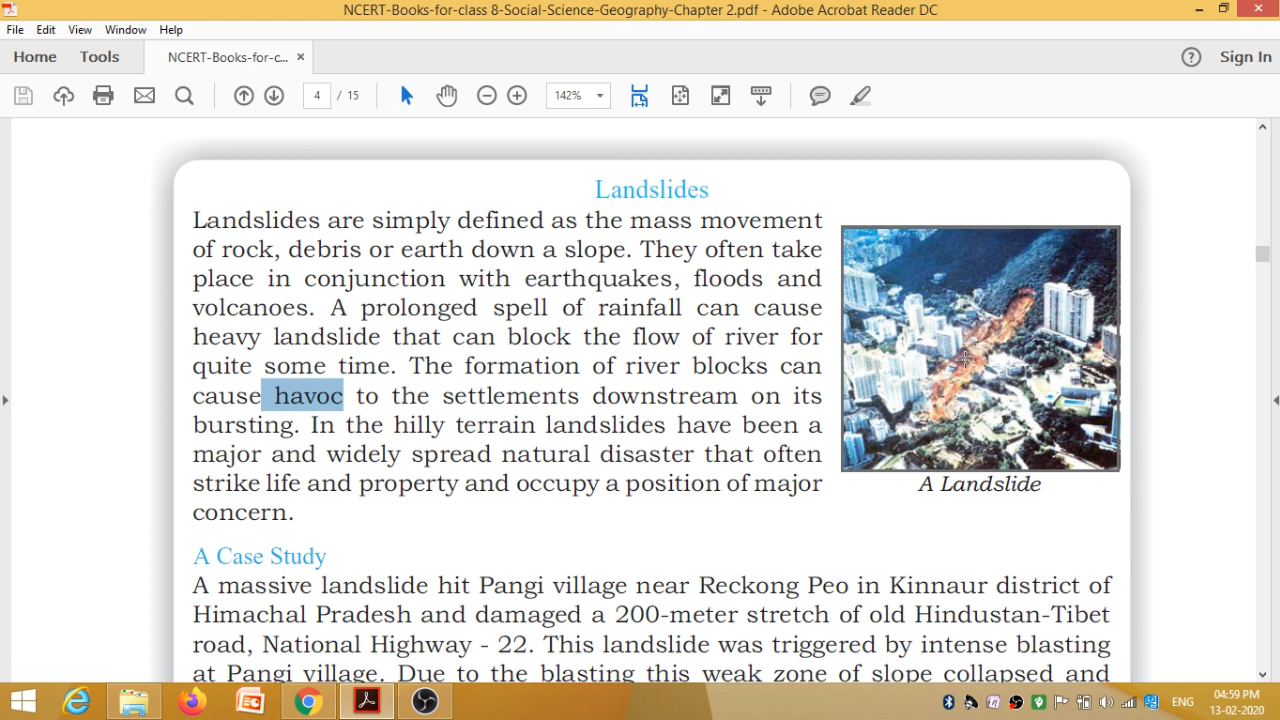 NCERT-Books-for-class 8-Social-Science-Geography-Chapter 2.pdf - Adobe Acrobat Reader DC
File Edit View Window Help
Home Tools NCERT-Books-for-c... × Sign In
4 / 15 142%
Landslides
Landslides are simply defined as the mass movement
of rock, debris or earth down a slope. They often take
place in conjunction with earthquakes, floods and
volcanoes. A prolonged spell of rainfall can cause
heavy landslide that can block the flow of river for
quite some time. The formation of river blocks can
cause havoc to the settlements downstream on its
bursting. In the hilly terrain landslides have been a
major and widely spread natural disaster that often
strike life and property and occupy a position of major
concern.
A Landslide
A Case Study
A massive landslide hit Pangi village near Reckong Peo in Kinnaur district of
Himachal Pradesh and damaged a 200-meter stretch of old Hindustan-Tibet
road, National Highway - 22. This landslide was triggered by intense blasting
at Pangi village. Due to the blasting this weak zone of slope collapsed and
ENG
04:59 PM
13-02-2020